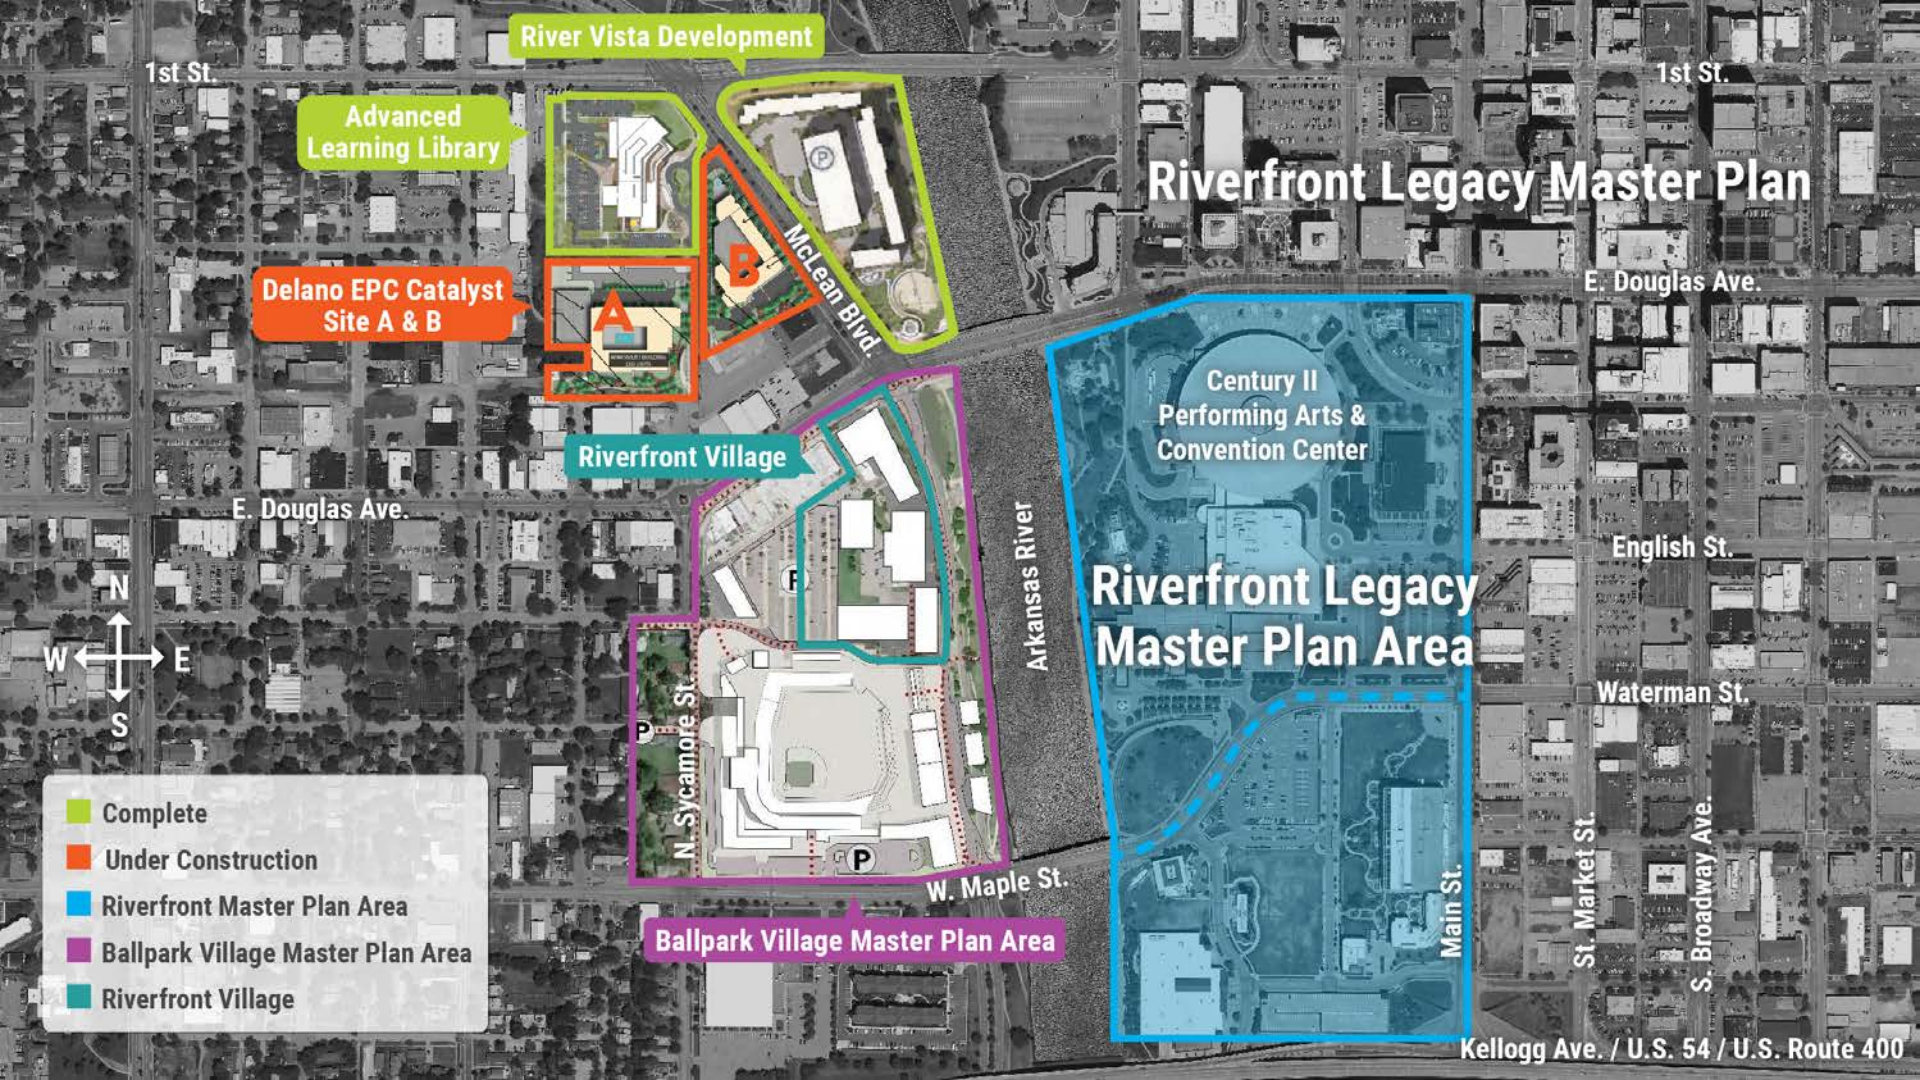 River Vista Development
1st St.
1st St.
Advanced
Learning Library
Riverfront Legacy Master Plan
P
B
McLean Blvd.
E. Douglas Ave.
Delano EPC Catalyst
Site A & B
A
Century II
Performing Arts &
Convention Center
Riverfront Village
E. Douglas Ave.
Arkansas River
English St.
P
Riverfront Legacy
Master Plan Area
N
W
E
S
Waterman St.
P
N. Sycamore St.
P
W. Maple St.
Main St.
St. Market St.
S. Broadway Ave.
Ballpark Village Master Plan Area
Complete
Under Construction
Riverfront Master Plan Area
Ballpark Village Master Plan Area
Riverfront Village
Kellogg Ave. / U.S. 54 / U.S. Route 400